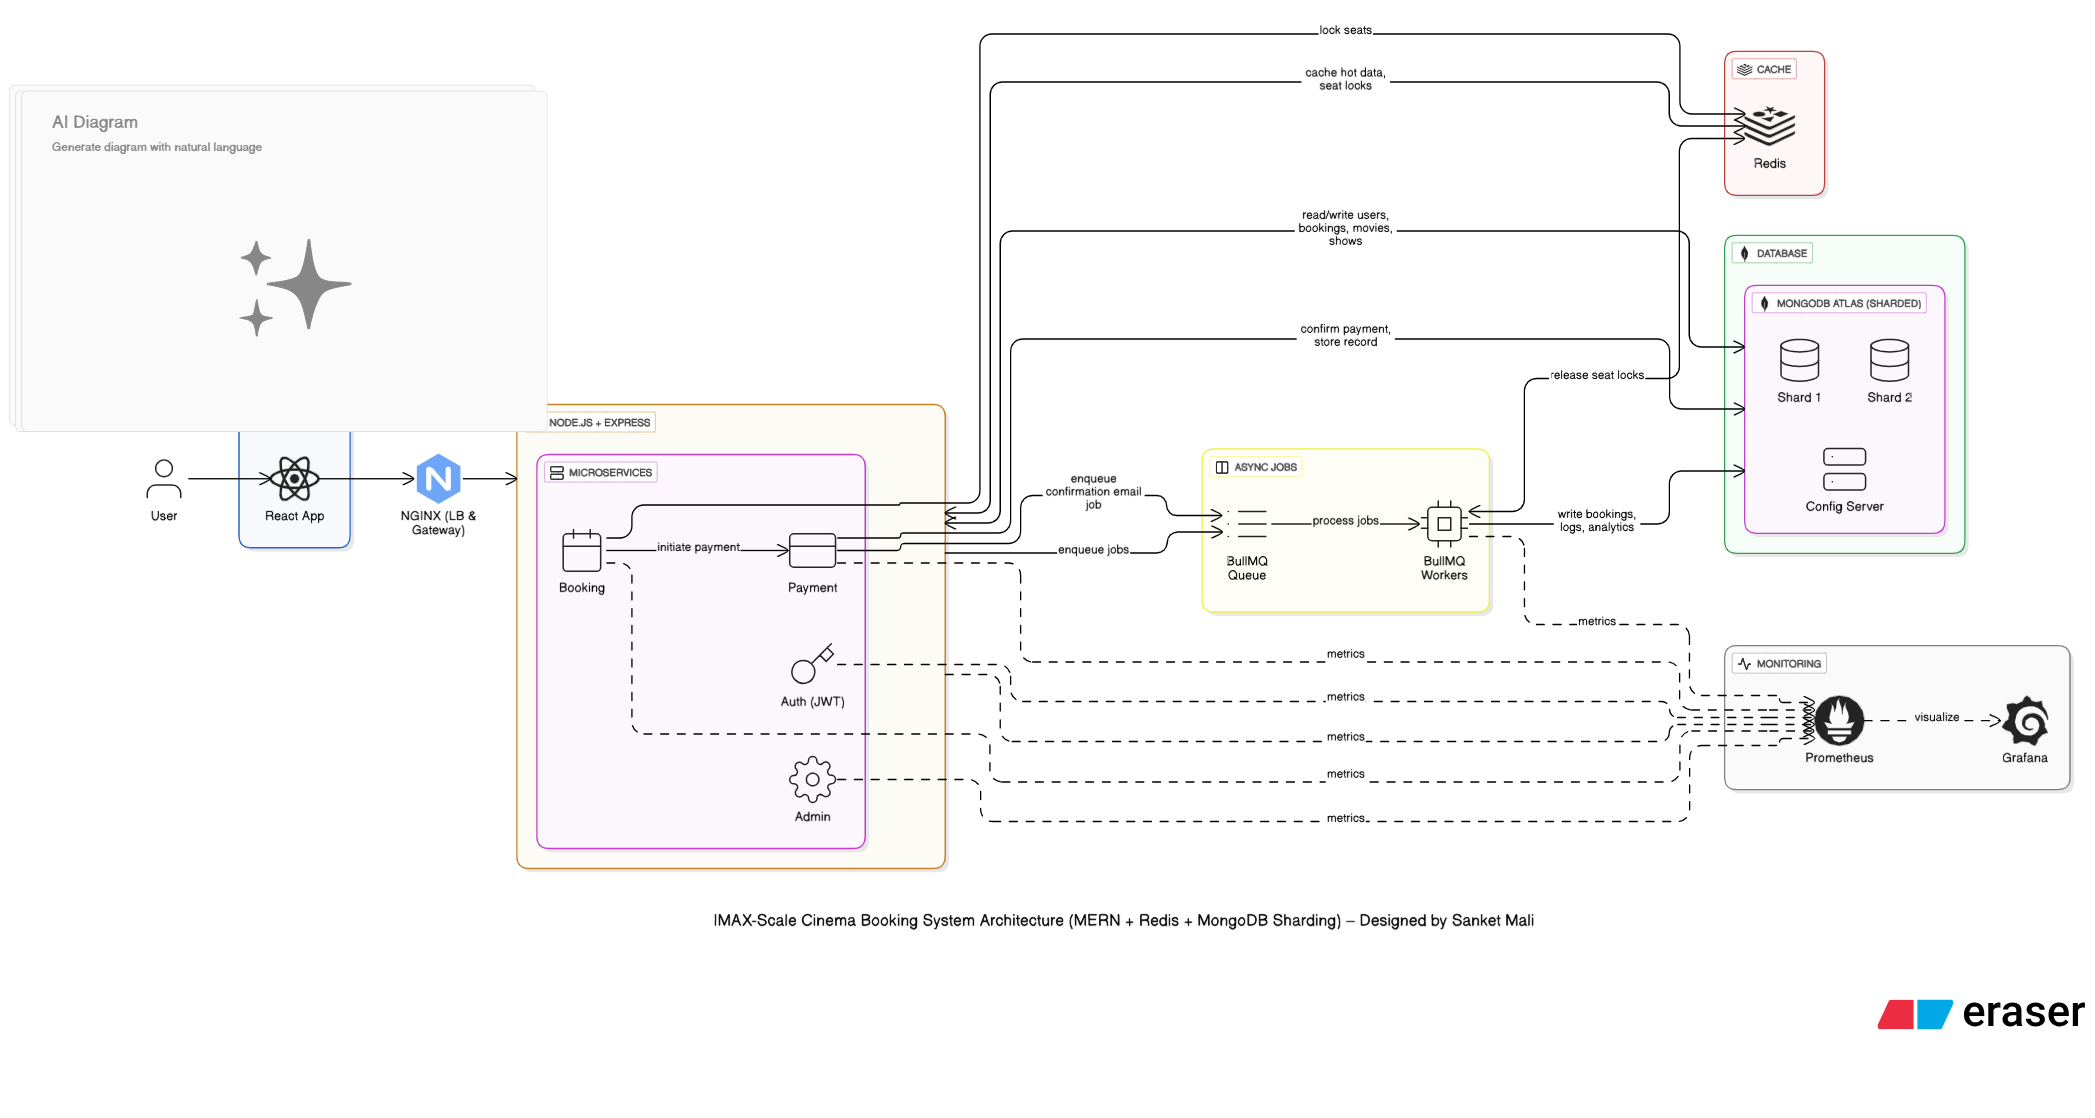 lock seats
cache hot data,
seat locks
CACHE
Redis
AI Diagram
Generate diagram with natural language
read/write users,
bookings, movies,
shows
DATABASE
MONGODB ATLAS (SHARDED)
confirm payment,
store record
release seat locks
Shard 1
Shard 2
NODE.JS + EXPRESS
MICROSERVICES
ASYNC JOBS
enqueue
confirmation email
job
User
React App
NGINX (LB &
Gateway)
Config Server
process jobs
write bookings,
logs, analytics
initiate payment
enqueue jobs
BullMQ
Queue
BullMQ
Workers
Booking
Payment
metrics
metrics
MONITORING
Auth (JWT)
metrics
metrics
visualize
Prometheus
Grafana
metrics
Admin
metrics
IMAX-Scale Cinema Booking System Architecture (MERN + Redis + MongoDB Sharding) – Designed by Sanket Mali
eraser